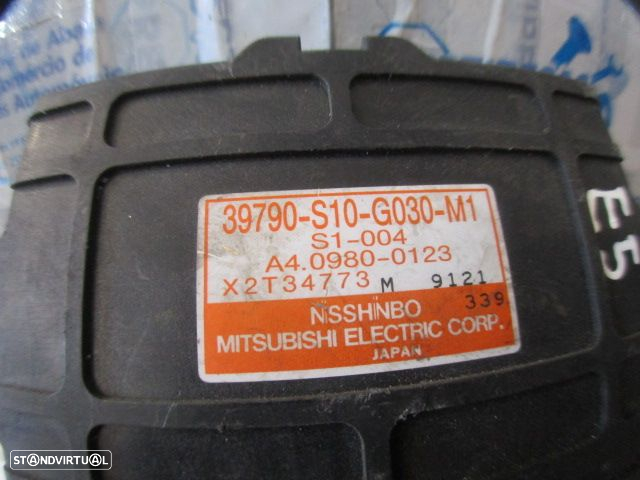 39790-S10-G030-M1
S1-004
A4.0980-0123
X2T34773 M 9121
339
NISSHINBO
MITSUBISHI ELECTRIC CORP.
JAPAN
E5
STANDVIRTUAL